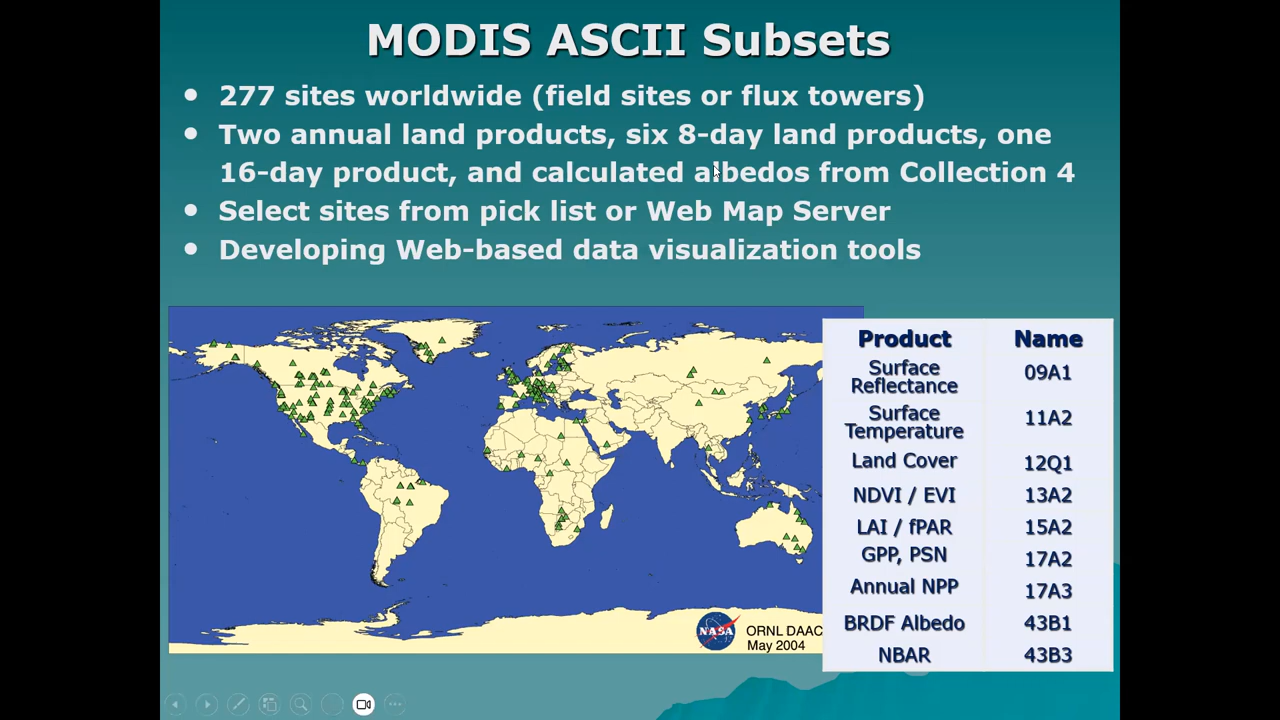 MODIS ASCII Subsets
• 277 sites worldwide (field sites or flux towers)
• Two annual land products, six 8-day land products, one
16-day product, and calculated albedos from Collection 4
• Select sites from pick list or Web Map Server
• Developing Web-based data visualization tools
Product Name
Surface
Reflectance 09A1
Surface
Temperature 11A2
Land Cover 12Q1
NDVI / EVI 13A2
LAI / fPAR 15A2
GPP, PSN 17A2
Annual NPP 17A3
BRDF Albedo 43B1
NBAR 43B3
NASA
ORNL DAAC
May 2004